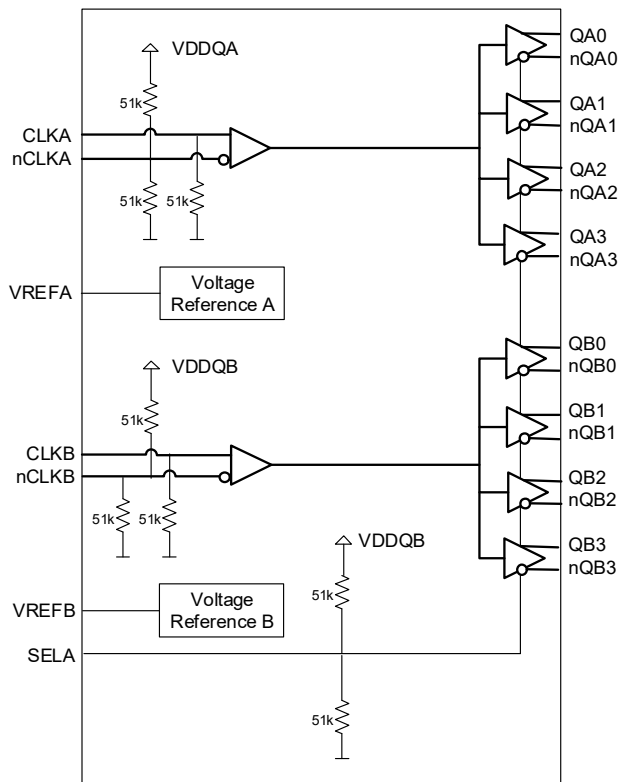 VDDQA
51k
CLKA
nCLKA
51k
51k
VREFA
Voltage
Reference A
QA0
nQA0
QA1
nQA1
QA2
nQA2
QA3
nQA3
VDDQB
51k
CLKB
nCLKB
51k
51k
VREFB
Voltage
Reference B
SELA
VDDQB
51k
51k
QB0
nQB0
QB1
nQB1
QB2
nQB2
QB3
nQB3